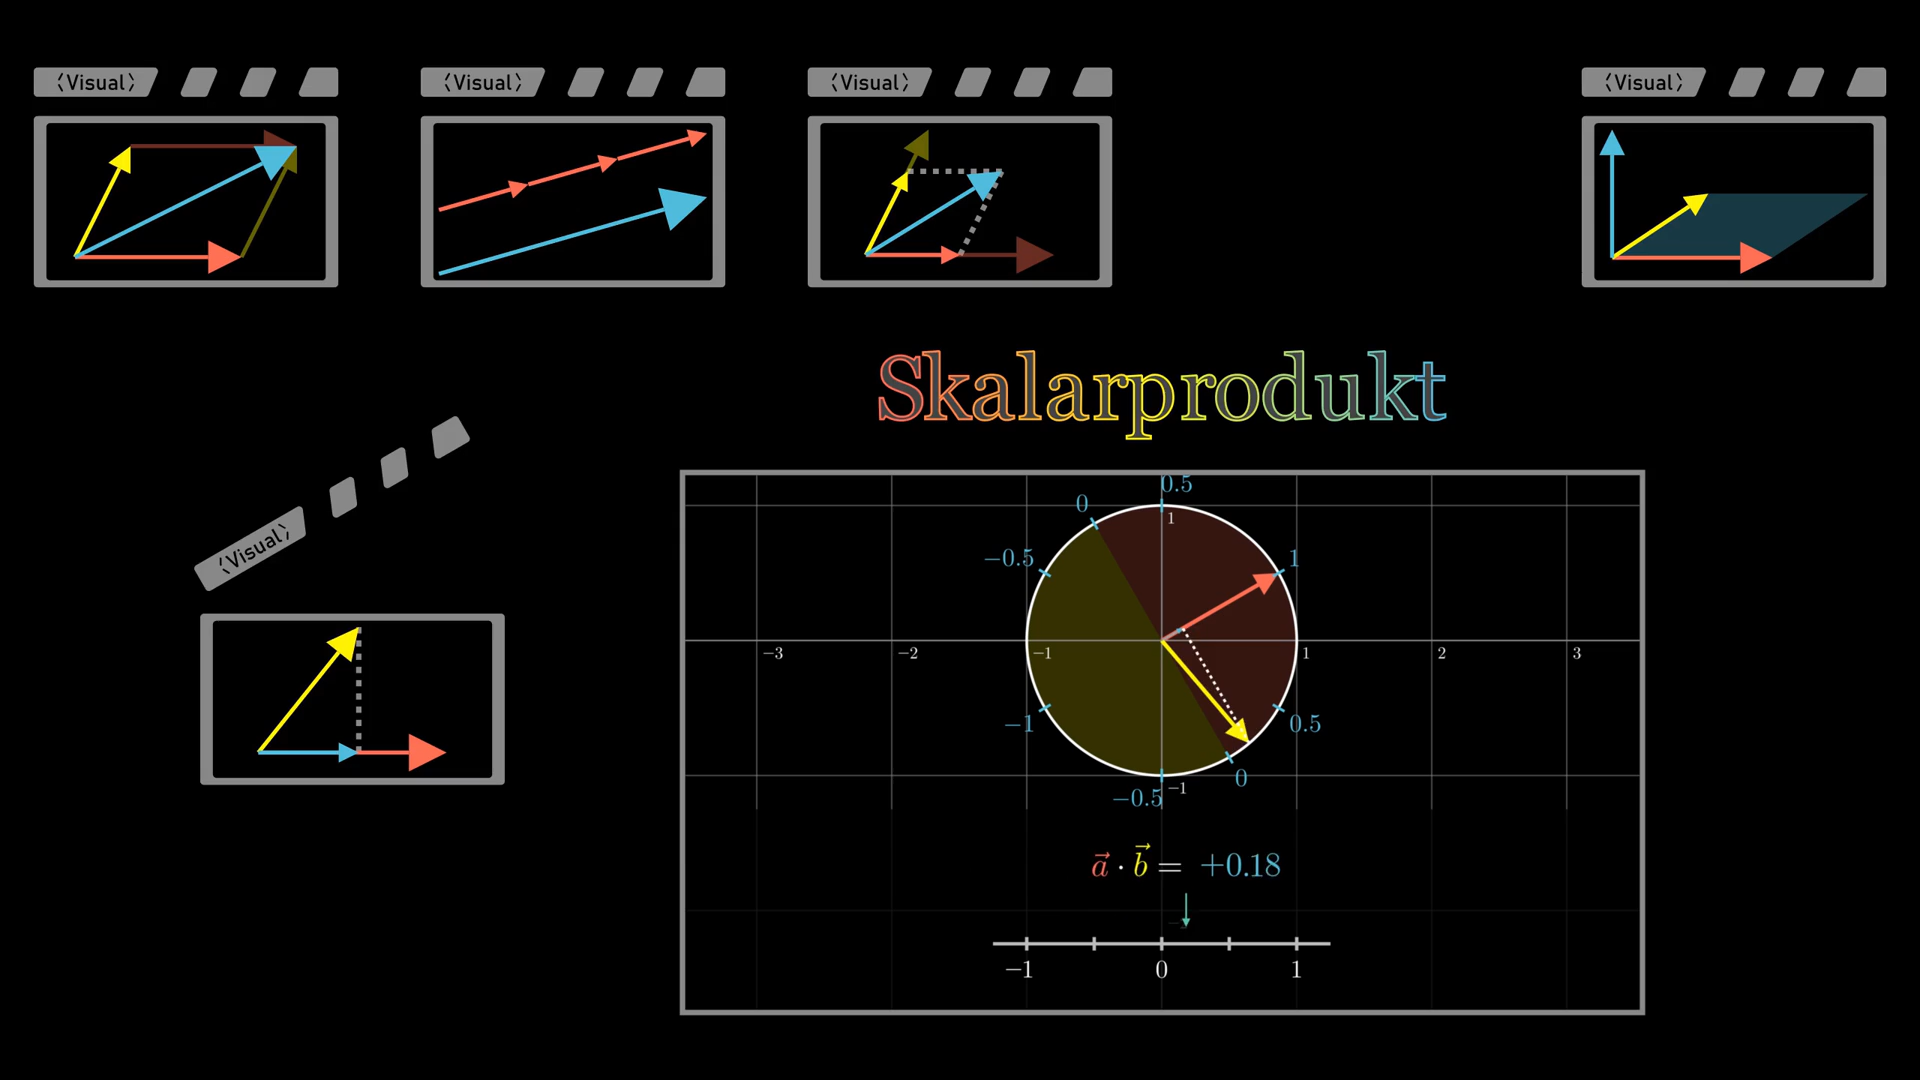 ⟨Visual⟩
⟨Visual⟩
⟨Visual⟩
⟨Visual⟩
Skalarprodukt
⟨Visual⟩
0.5
0
1
−0.5
1
−3
−2
−1
1
2
3
−1
0.5
0
−1
−0.5
a⃗ · b⃗ = +0.18
−1 0 1